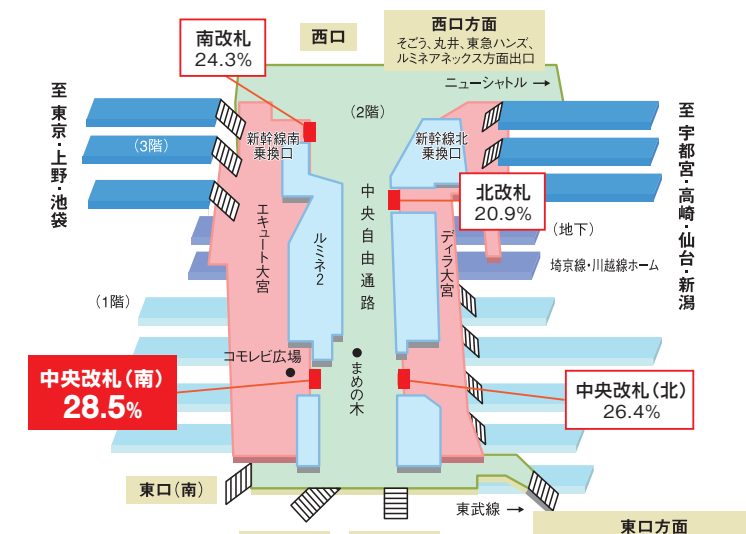 西口
西口方面
そごう、丸井、東急ハンズ、
ルミネアネックス方面出口
南改札
24.3%
ニューシャトル →
至 東京・上野・池袋
(3階)
新幹線南
乗換口
(2階)
新幹線北
乗換口
至 宇都宮・高崎・仙台・新潟
北改札
20.9%
中央自由通路
エキュート大宮
ルミネ2
ディラ大宮
(地下)
埼京線・川越線ホーム
(1階)
コモレビ広場
まめの木
中央改札(南)
28.5%
中央改札(北)
26.4%
東口(南)
東武線 →
東口方面